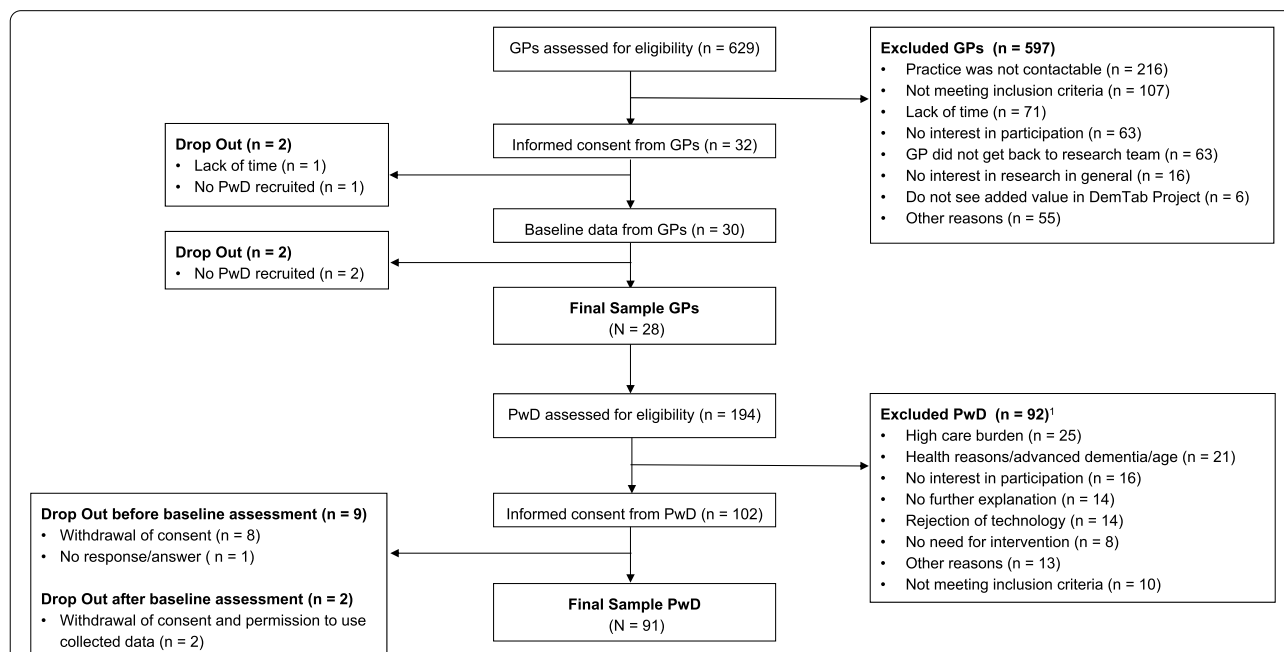 GPs assessed for eligibility (n = 629)
Excluded GPs (n = 597)
• Practice was not contactable (n = 216)
• Not meeting inclusion criteria (n = 107)
• Lack of time (n = 71)
• No interest in participation (n = 63)
• GP did not get back to research team (n = 63)
• No interest in research in general (n = 16)
• Do not see added value in DemTab Project (n = 6)
• Other reasons (n = 55)
Informed consent from GPs (n = 32)
Drop Out (n = 2)
• Lack of time (n = 1)
• No PwD recruited (n = 1)
Baseline data from GPs (n = 30)
Drop Out (n = 2)
• No PwD recruited (n = 2)
Final Sample GPs
(N = 28)
PwD assessed for eligibility (n = 194)
Excluded PwD (n = 92)¹
• High care burden (n = 25)
• Health reasons/advanced dementia/age (n = 21)
• No interest in participation (n = 16)
• No further explanation (n = 14)
• Rejection of technology (n = 14)
• No need for intervention (n = 8)
• Other reasons (n = 13)
• Not meeting inclusion criteria (n = 10)
Informed consent from PwD (n = 102)
Drop Out before baseline assessment (n = 9)
• Withdrawal of consent (n = 8)
• No response/answer ( n = 1)
Drop Out after baseline assessment (n = 2)
• Withdrawal of consent and permission to use
collected data (n = 2)
Final Sample PwD
(N = 91)